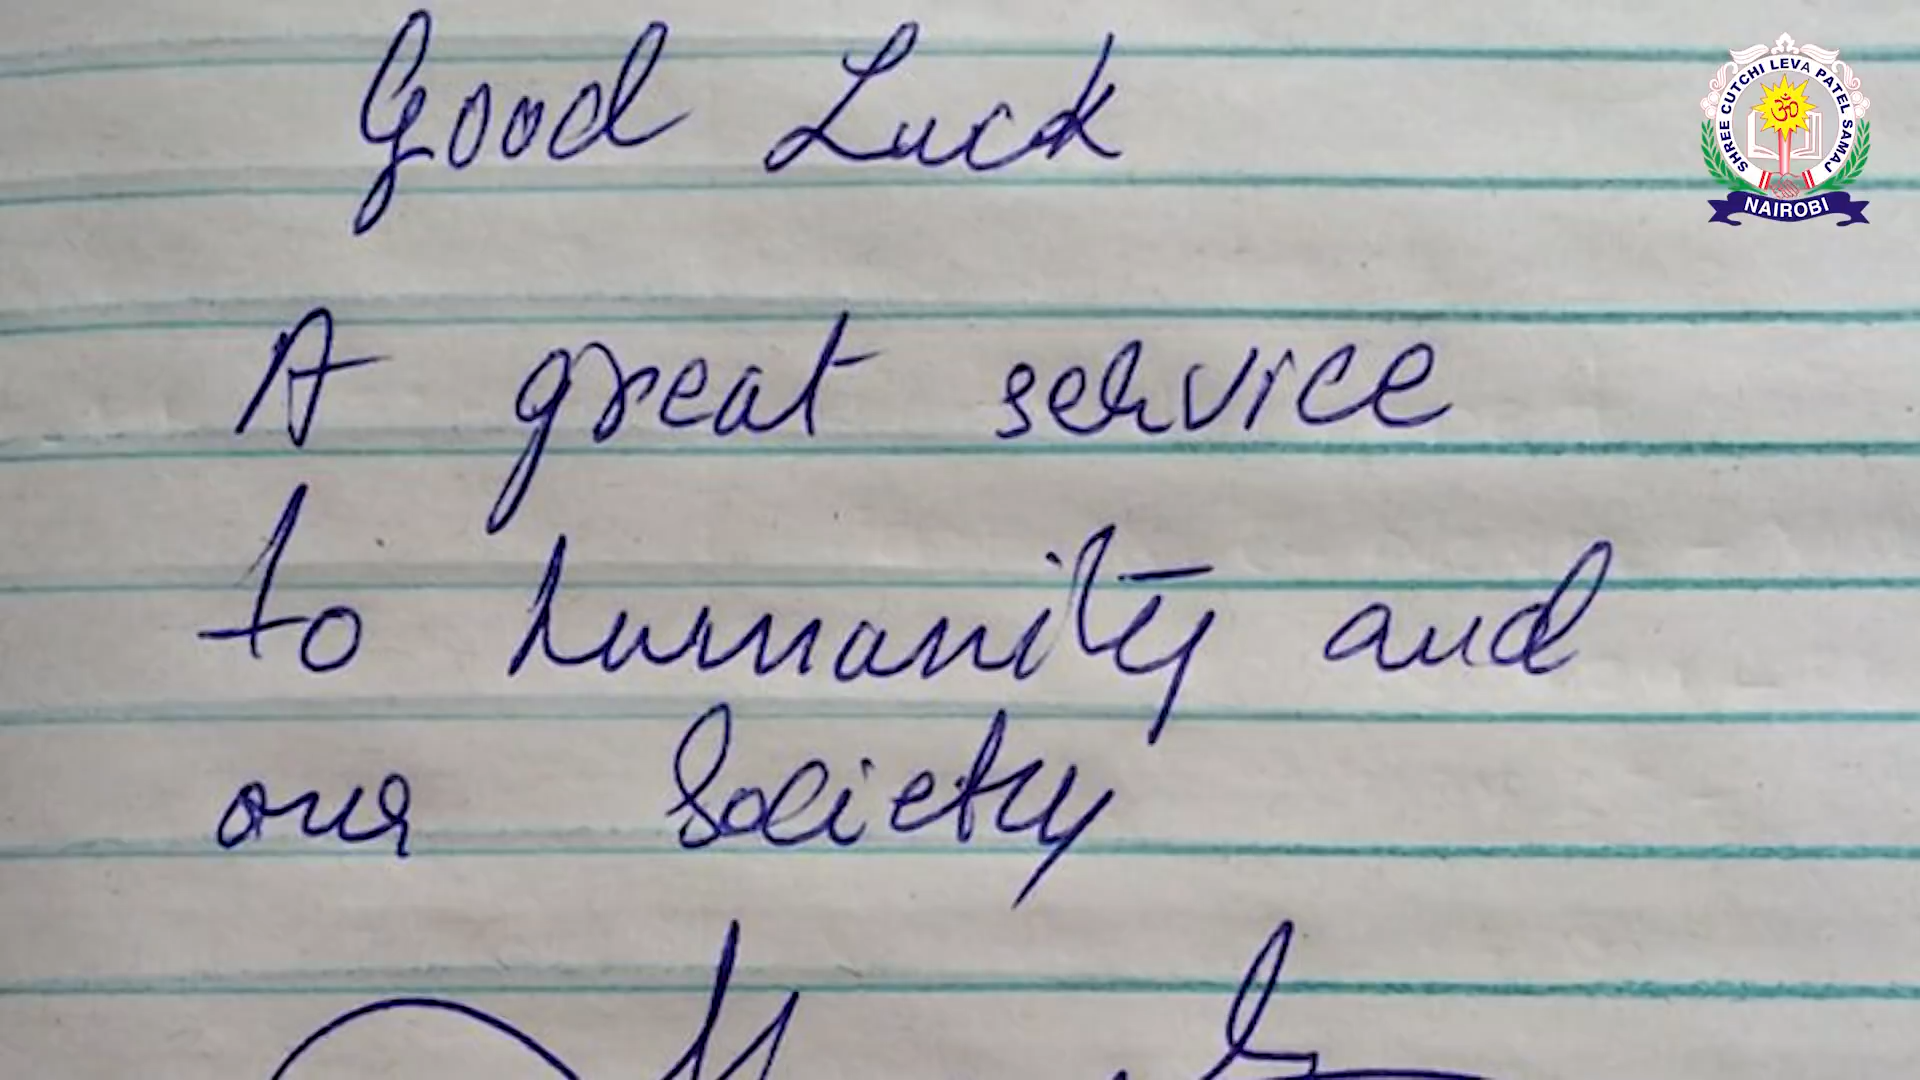 Good Luck
A great service
to humanity and
our Society
SHREE CUTCHI LEVA PATEL SAMAJ
NAIROBI